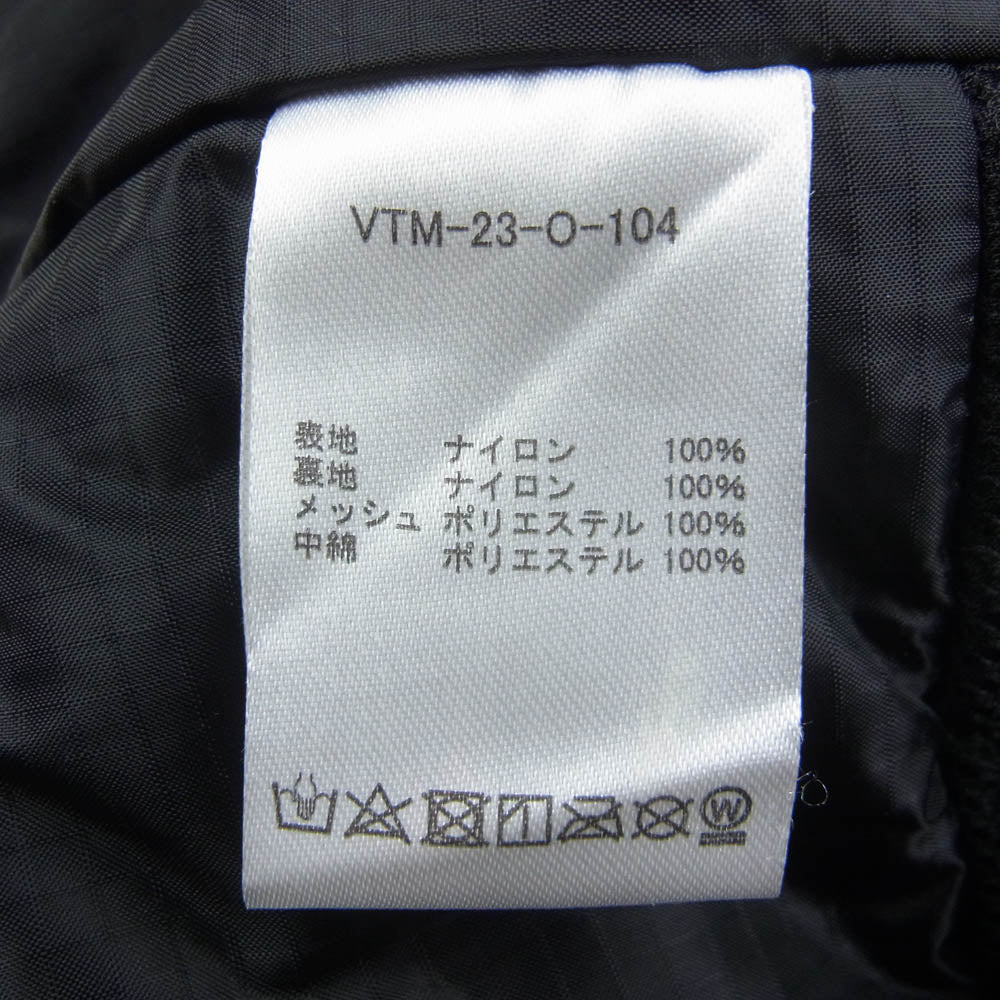 VTM-23-O-104
表地 ナイロン 100%
裏地 ナイロン 100%
メッシュ ポリエステル 100%
中綿 ポリエステル 100%
W